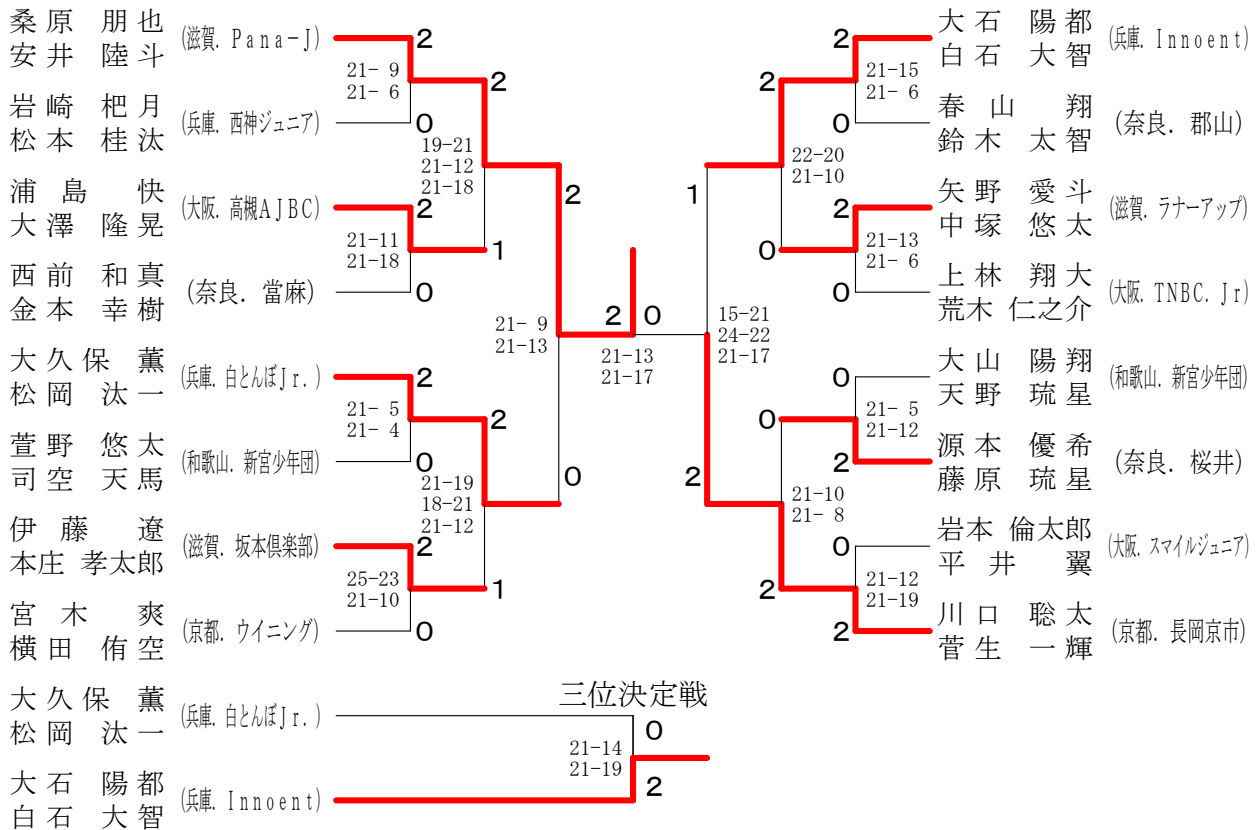 桑原 朋也
安井 陸斗
(滋賀. Pana-J)
2
21- 9
21- 6
岩崎 杷月
松本 桂汰
(兵庫. 西神ジュニア)
0
2
19-21
21-12
21-18
浦島 快
大澤 隆晃
(大阪. 高槻AJBC)
2
21-11
21-18
1
西前 和真
金本 幸樹
(奈良. 當麻)
0
2
21- 9
21-13
大久保 薫
松岡 汰一
(兵庫. 白とんぼJr.)
2
21- 5
21- 4
2
萱野 悠太
司空 天馬
(和歌山. 新宮少年団)
0
21-19
18-21
21-12
0
伊藤 遼
本庄 孝太郎
(滋賀. 坂本倶楽部)
2
25-23
21-10
1
宮木 爽
横田 侑空
(京都. ウイニング)
0
2 0
21-13
21-17
大石 陽都
白石 大智
(兵庫. Innoent)
2
21-15
21- 6
2
春山 翔
鈴木 太智
(奈良. 郡山)
0
22-20
21-10
1
矢野 愛斗
中塚 悠太
(滋賀. ラナーアップ)
2
21-13
21- 6
0
上林 翔大
荒木 仁之介
(大阪. TNBC. Jr)
0
15-21
24-22
21-17
大山 陽翔
天野 琉星
(和歌山. 新宮少年団)
0
21- 5
21-12
0
源本 優希
藤原 琉星
(奈良. 桜井)
2
2
21-10
21- 8
岩本 倫太郎
平井 翼
(大阪. スマイルジュニア)
0
21-12
21-19
2
川口 聡太
菅生 一輝
(京都. 長岡京市)
2
三位決定戦
大久保 薫
松岡 汰一
(兵庫. 白とんぼJr.)
0
21-14
21-19
大石 陽都
白石 大智
(兵庫. Innoent)
2